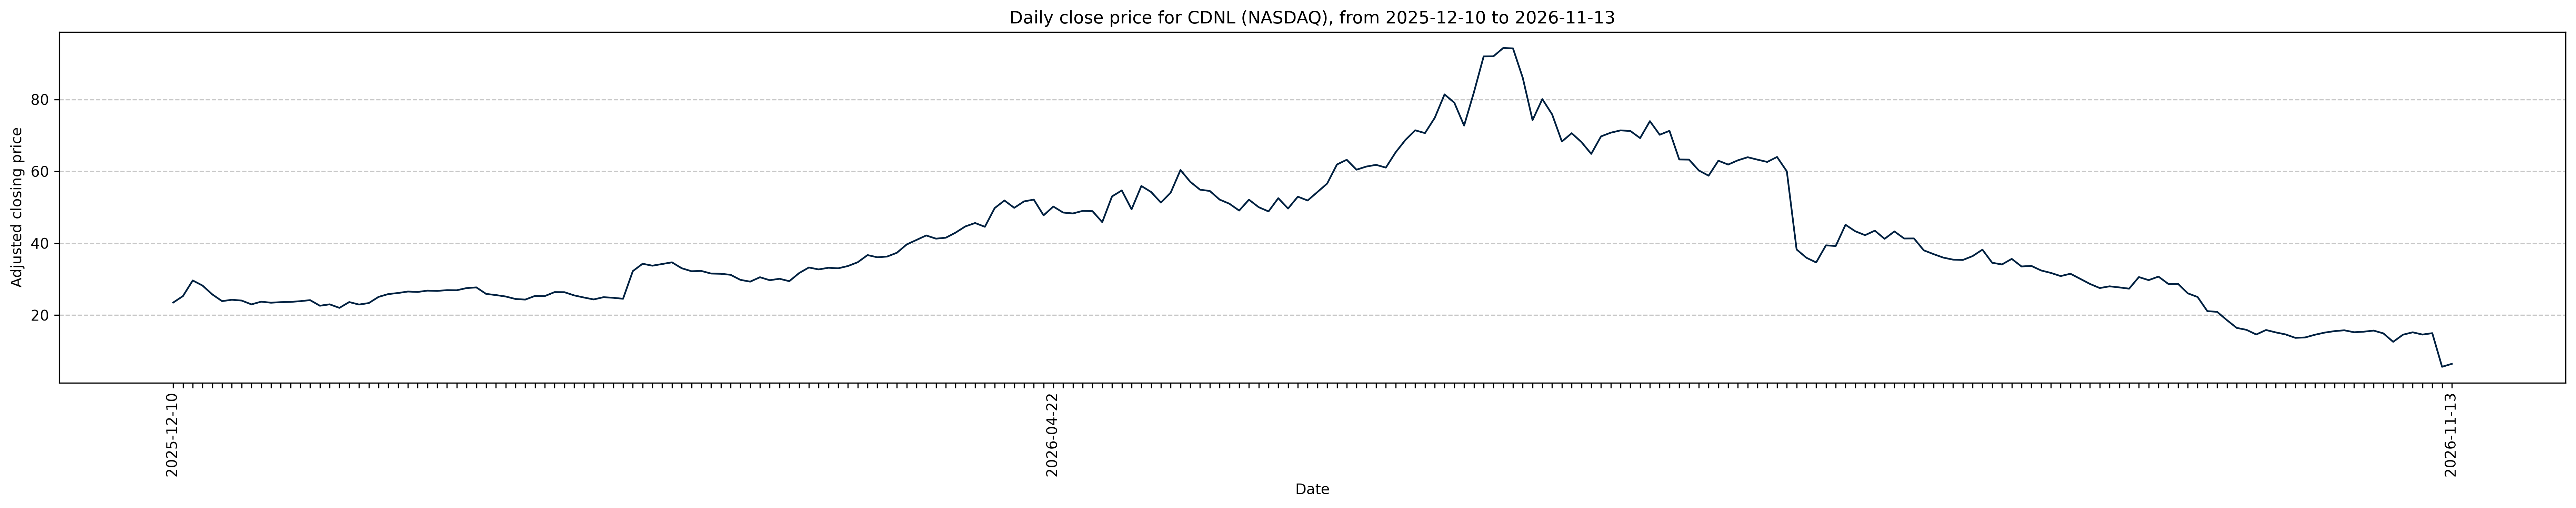 Daily close price for CDNL (NASDAQ), from 2025-12-10 to 2026-11-13
Adjusted closing price
80
60
40
20
2025-12-10
2026-04-22
2026-11-13
Date